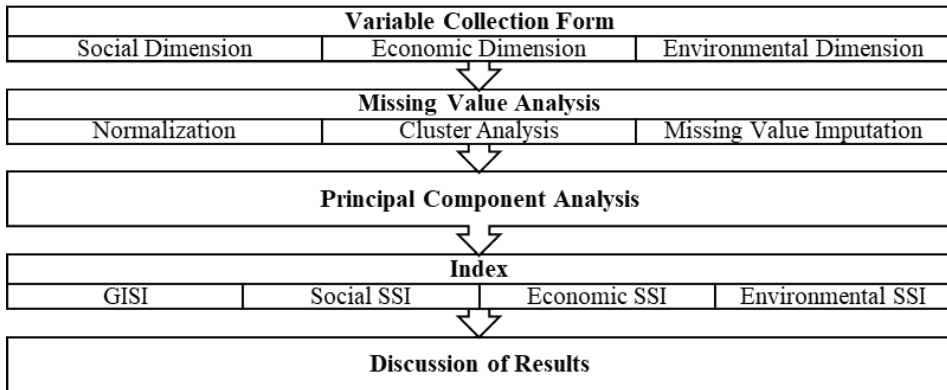 Variable Collection Form
Social Dimension Economic Dimension Environmental Dimension
Missing Value Analysis
Normalization Cluster Analysis Missing Value Imputation
Principal Component Analysis
Index
GISI Social SSI Economic SSI Environmental SSI
Discussion of Results